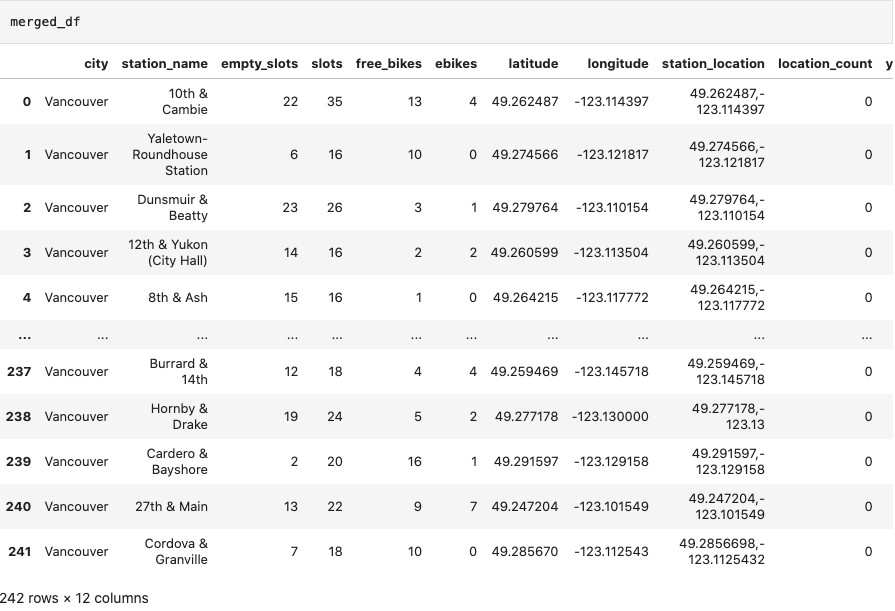 merged_df
city station_name empty_slots slots free_bikes ebikes latitude longitude station_location location_count y
0 Vancouver 10th & Cambie 22 35 13 4 49.262487 -123.114397 49.262487,-123.114397 0
1 Vancouver Yaletown-Roundhouse Station 6 16 10 0 49.274566 -123.121817 49.274566,-123.121817 0
2 Vancouver Dunsmuir & Beatty 23 26 3 1 49.279764 -123.110154 49.279764,-123.110154 0
3 Vancouver 12th & Yukon (City Hall) 14 16 2 2 49.260599 -123.113504 49.260599,-123.113504 0
4 Vancouver 8th & Ash 15 16 1 0 49.264215 -123.117772 49.264215,-123.117772 0
... ... ... ... ... ... ... ... ... ... ...
237 Vancouver Burrard & 14th 12 18 4 4 49.259469 -123.145718 49.259469,-123.145718 0
238 Vancouver Hornby & Drake 19 24 5 2 49.277178 -123.130000 49.277178,-123.13 0
239 Vancouver Cardero & Bayshore 2 20 16 1 49.291597 -123.129158 49.291597,-123.129158 0
240 Vancouver 27th & Main 13 22 9 7 49.247204 -123.101549 49.247204,-123.101549 0
241 Vancouver Cordova & Granville 7 18 10 0 49.285670 -123.112543 49.2856698,-123.1125432 0
242 rows × 12 columns